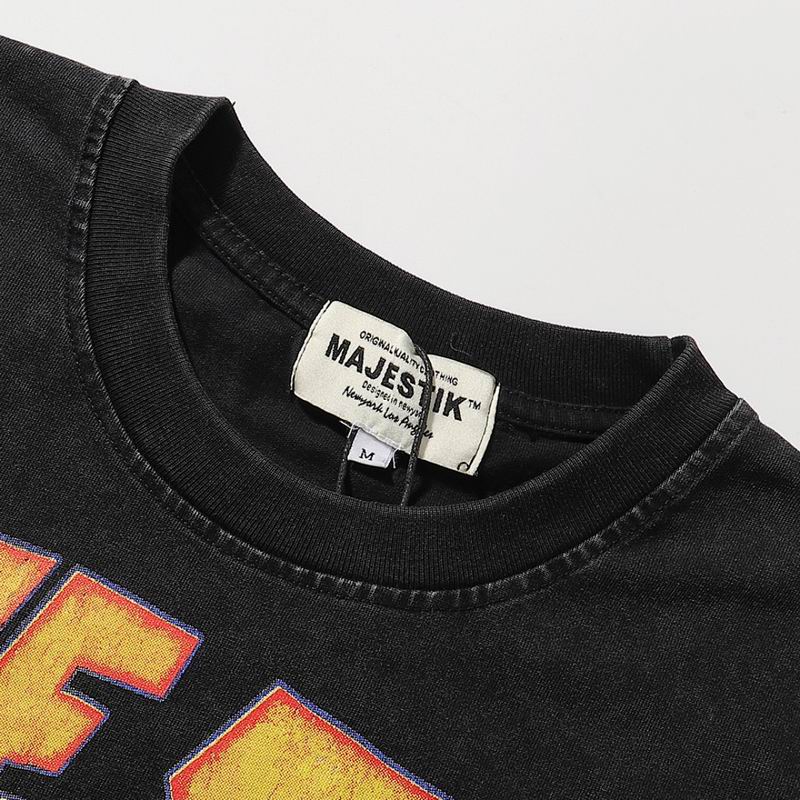 ORIGINAL QUALITY CLOTHING
MAJESTIK™
Designed in newyork
Newyork Los Angeles
M